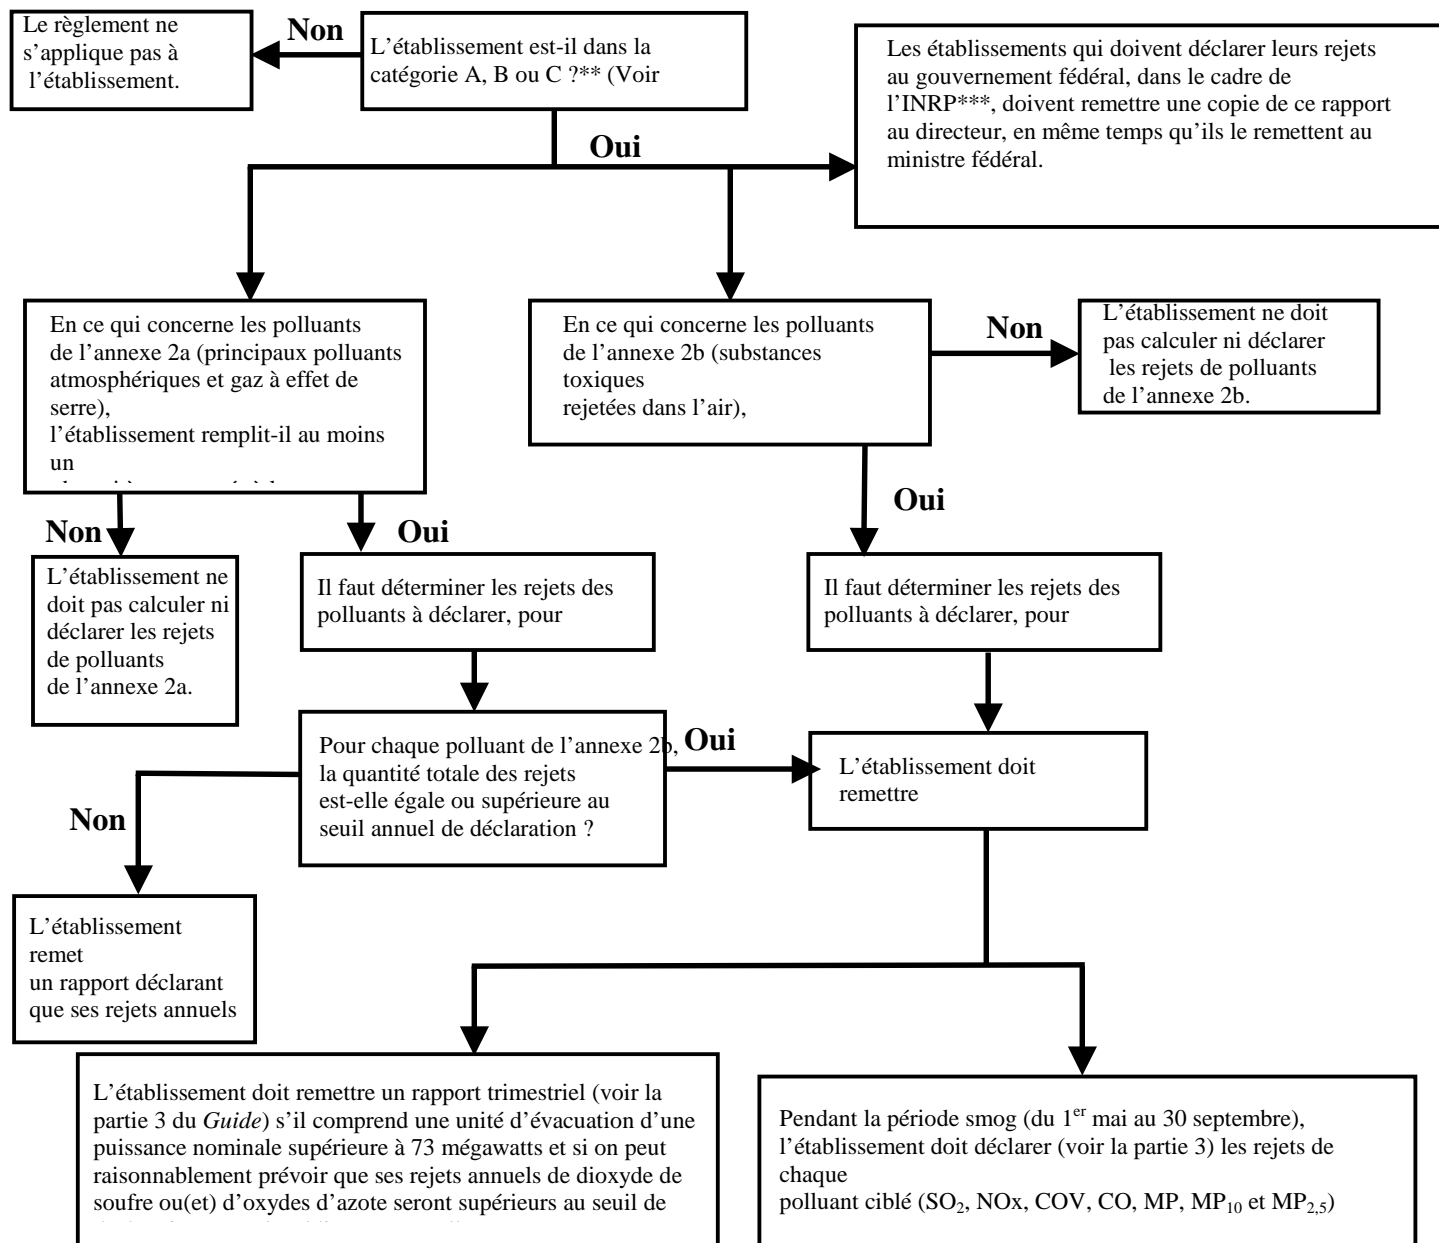 Le règlement ne
s’applique pas à
l’établissement.
Non
L’établissement est-il dans la
catégorie A, B ou C ?** (Voir
Les établissements qui doivent déclarer leurs rejets
au gouvernement fédéral, dans le cadre de
l’INRP***, doivent remettre une copie de ce rapport
au directeur, en même temps qu’ils le remettent au
ministre fédéral.
Oui
En ce qui concerne les polluants
de l’annexe 2a (principaux polluants
atmosphériques et gaz à effet de
serre),
l’établissement remplit-il au moins
un
En ce qui concerne les polluants
de l’annexe 2b (substances
toxiques
rejetées dans l’air),
Non
L’établissement ne doit
pas calculer ni déclarer
les rejets de polluants
de l’annexe 2b.
Non
Oui
Oui
L’établissement ne
doit pas calculer ni
déclarer les rejets
de polluants
de l’annexe 2a.
Il faut déterminer les rejets des
polluants à déclarer, pour
Il faut déterminer les rejets des
polluants à déclarer, pour
Pour chaque polluant de l’annexe 2b,
la quantité totale des rejets
est-elle égale ou supérieure au
seuil annuel de déclaration ?
Oui
L’établissement doit
remettre
Non
L’établissement
remet
un rapport déclarant
que ses rejets annuels
L’établissement doit remettre un rapport trimestriel (voir la
partie 3 du Guide) s’il comprend une unité d’évacuation d’une
puissance nominale supérieure à 73 mégawatts et si on peut
raisonnablement prévoir que ses rejets annuels de dioxyde de
soufre ou(et) d’oxydes d’azote seront supérieurs au seuil de
Pendant la période smog (du 1er mai au 30 septembre),
l’établissement doit déclarer (voir la partie 3) les rejets de
chaque
polluant ciblé (SO2, NOx, COV, CO, MP, MP10 et MP2,5)